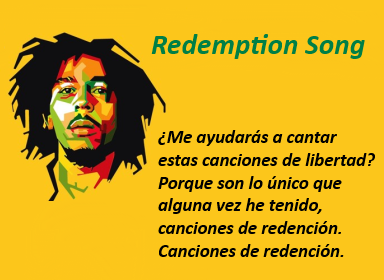 Redemption Song
¿Me ayudarás a cantar
estas canciones de libertad?
Porque son lo único que
alguna vez he tenido,
canciones de redención.
Canciones de redención.